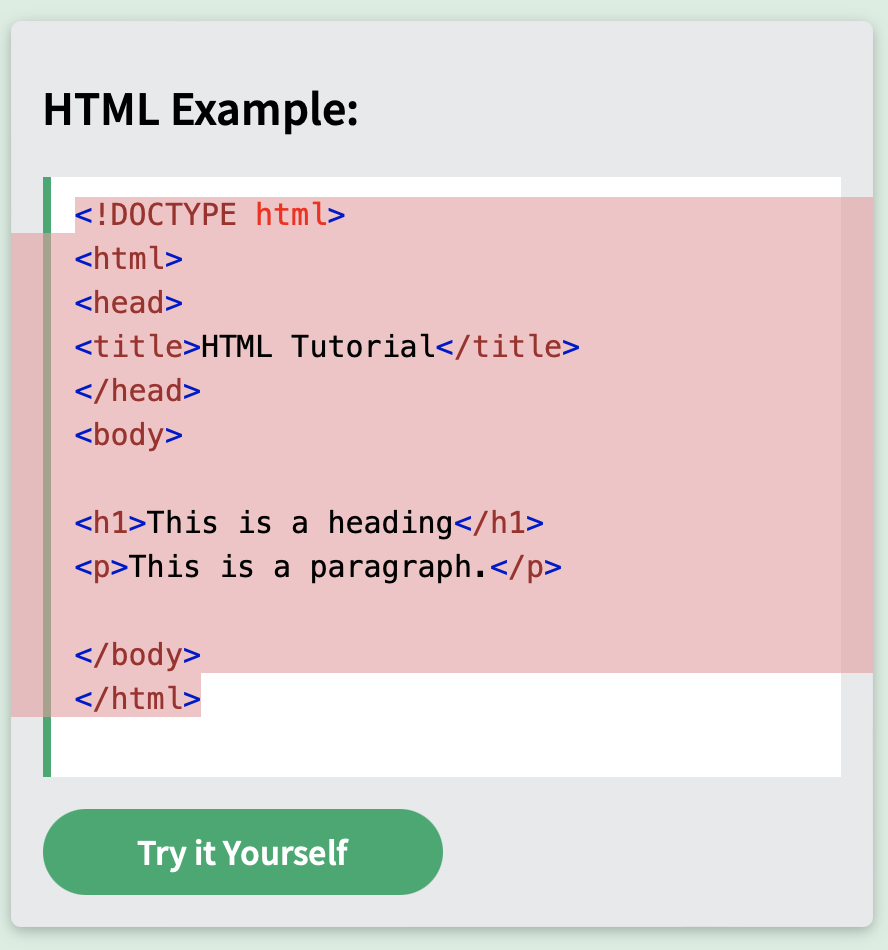 HTML Example:
<!DOCTYPE html>
<html>
<head>
<title>HTML Tutorial</title>
</head>
<body>
<h1>This is a heading</h1>
<p>This is a paragraph.</p>
</body>
</html>
Try it Yourself